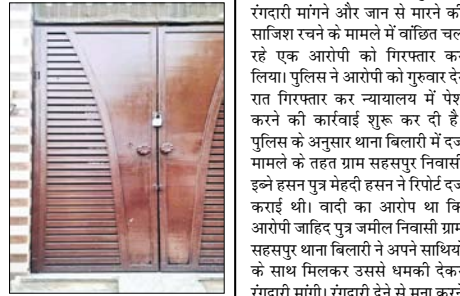 रंगदारी मांगने और जान से मारने की
साजिश रचने के मामले में वांछित चल
रहे एक आरोपी को गिरफ्तार कर
लिया। पुलिस ने आरोपी को गुरुवार देर
रात गिरफ्तार कर न्यायालय में पेश
करने की कार्रवाई शुरू कर दी है।
पुलिस के अनुसार थाना बिलारी में दर्ज
मामले के तहत ग्राम सहसपुर निवासी
इब्ने हसन पुत्र मेहदी हसन ने रिपोर्ट दर्ज
कराई थी। वादी का आरोप था कि
आरोपी जाहिद पुत्र जमील निवासी ग्राम
सहसपुर थाना बिलारी ने अपने साथियों
के साथ मिलकर उससे धमकी देकर
रंगदारी मांगी। रंगदारी देने से मना करने